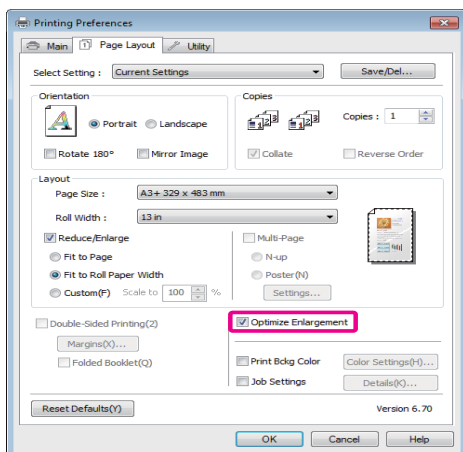 Printing Preferences
Main Page Layout Utility
Select Setting : Current Settings Save/Del...
Orientation
Portrait Landscape
Rotate 180° Mirror Image
Copies
Copies : 1
Collate Reverse Order
Layout
Page Size : A3+ 329 x 483 mm
Roll Width : 13 in
Reduce/Enlarge
Fit to Page
Fit to Roll Paper Width
Custom(F) Scale to 100 %
Multi-Page
N-up
Poster(N)
Settings...
Double-Sided Printing(2)
Margins(X)...
Folded Booklet(Q)
Optimize Enlargement
Print Bckg Color Color Settings(H)...
Job Settings Details(K)...
Reset Defaults(Y) Version 6.70
OK Cancel Help